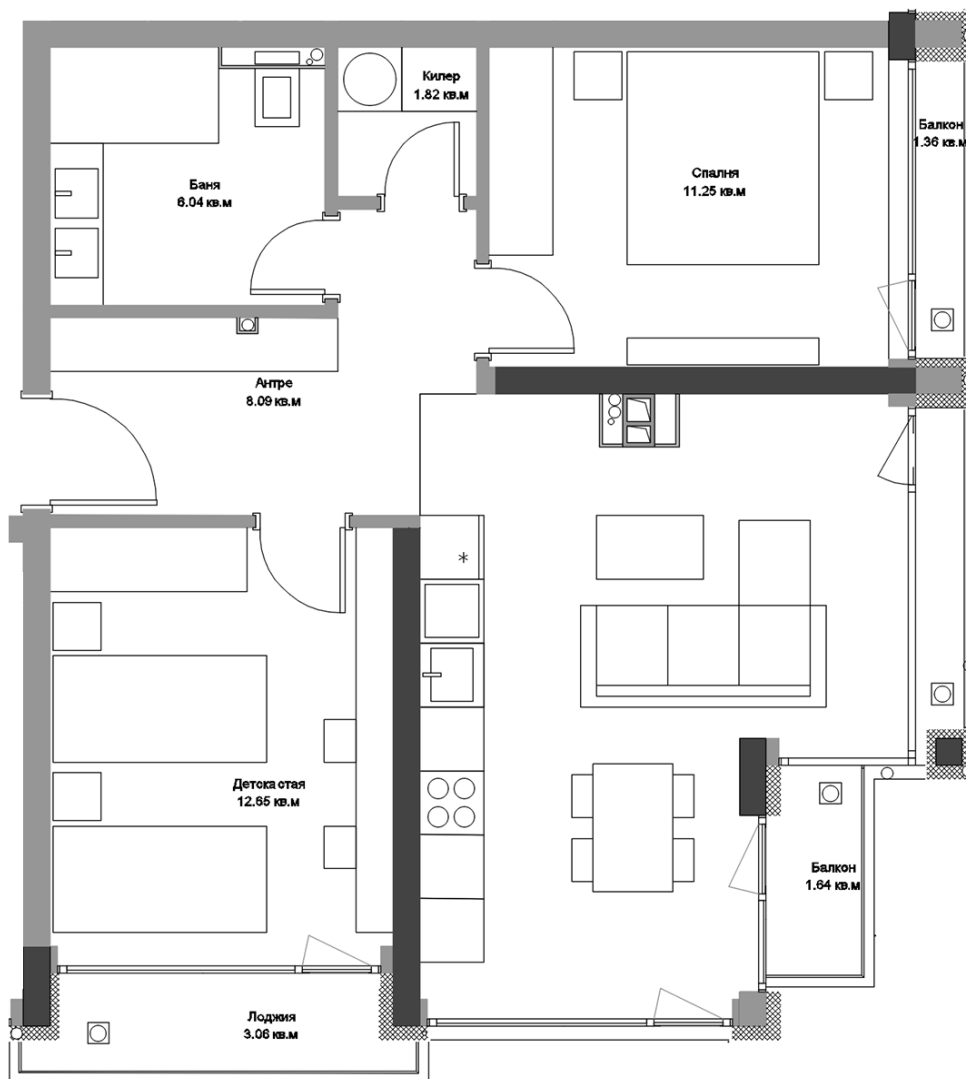 Килер
1.82 кв.м
Балкон
1.36 кв.м
Спалня
11.25 кв.м
Баня
6.04 кв.м
Антре
8.09 кв.м
*
Детска стая
12.65 кв.м
Балкон
1.64 кв.м
Лоджия
3.06 кв.м